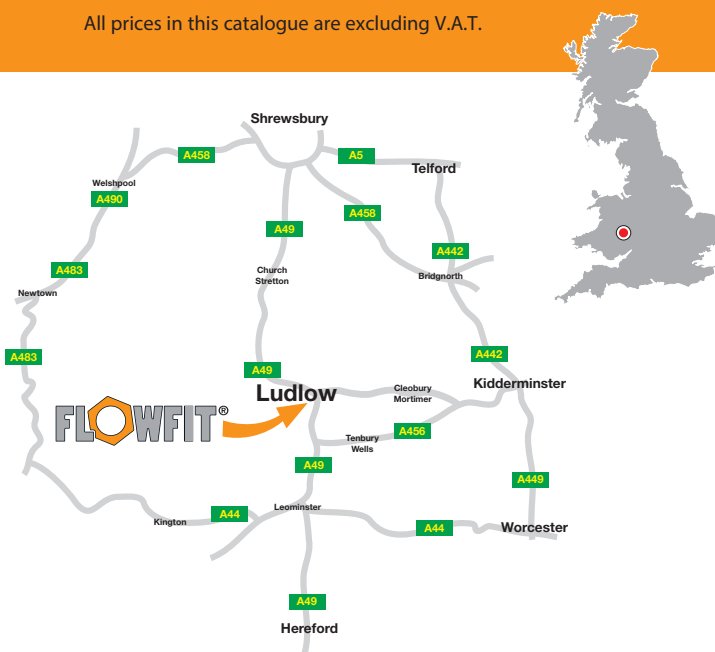 All prices in this catalogue are excluding V.A.T.
Shrewsbury
A458
A5
Telford
Welshpool
A490
A458
A49
A442
Church
Stretton
A483
Bridgnorth
Newtown
A483
A442
A49
Ludlow
Cleobury
Mortimer
Kidderminster
FLOWFIT®
A456
Tenbury
Wells
A49
A449
Leominster
A44
Kington
A44
Worcester
A49
Hereford